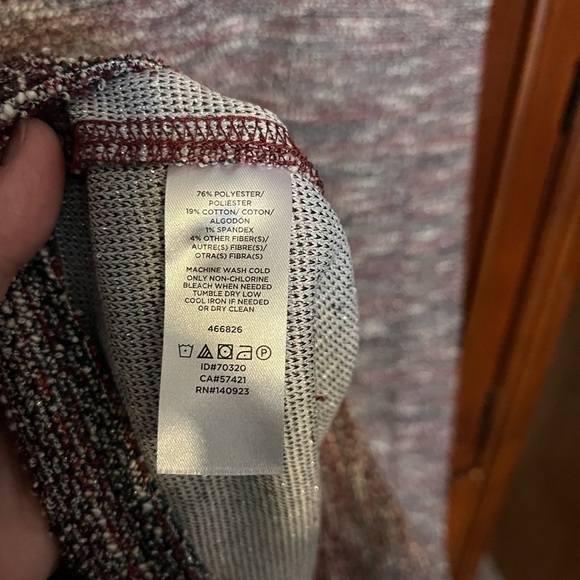 76% POLYESTER/
POLIESTER
19% COTTON/ COTON/
ALGODÓN
1% SPANDEX
4% OTHER FIBER(S)/
AUTRE(S) FIBRE(S)/
OTRA(S) FIBRA(S)
MACHINE WASH COLD
ONLY NON-CHLORINE
BLEACH WHEN NEEDED
TUMBLE DRY LOW
COOL IRON IF NEEDED
OR DRY CLEAN
466826
P
ID#70320
CA#57421
RN#140923